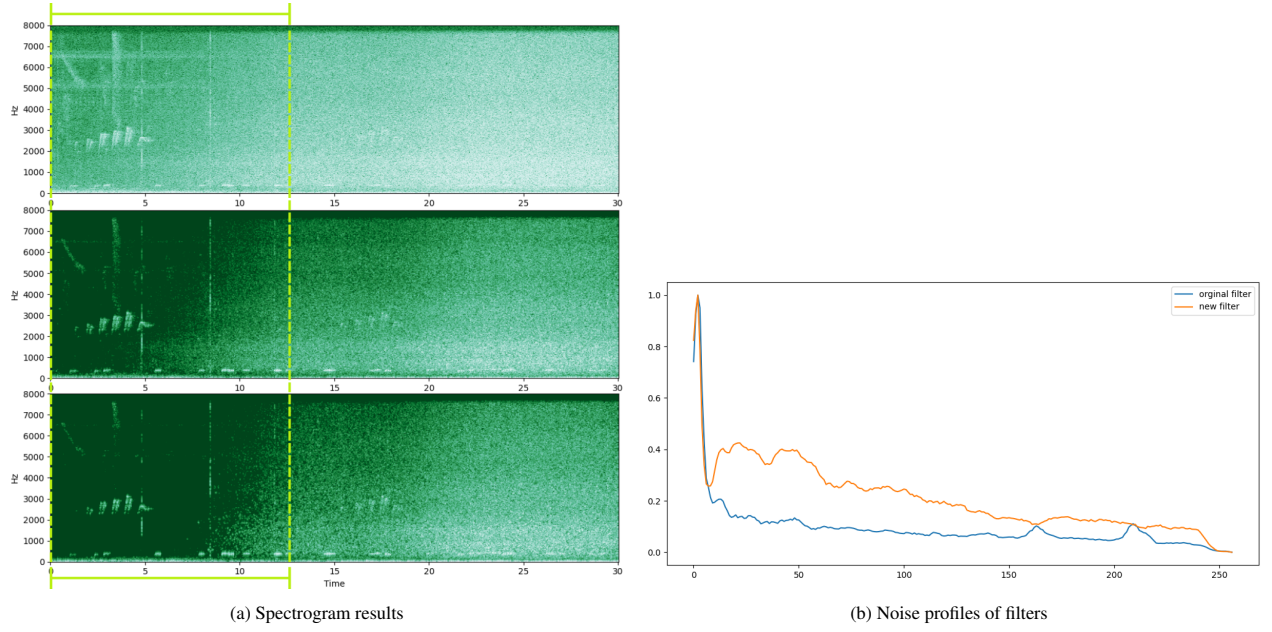 8000
7000
6000
5000
4000
3000
2000
1000
0
Hz
0 5 10 15 20 25 30
8000
7000
6000
5000
4000
3000
2000
1000
0
Hz
0 5 10 15 20 25 30
8000
7000
6000
5000
4000
3000
2000
1000
0
Hz
0 5 10 15 20 25 30
Time
(a) Spectrogram results
1.0
0.8
0.6
0.4
0.2
0.0
0 50 100 150 200 250
orginal filter
new filter
(b) Noise profiles of filters